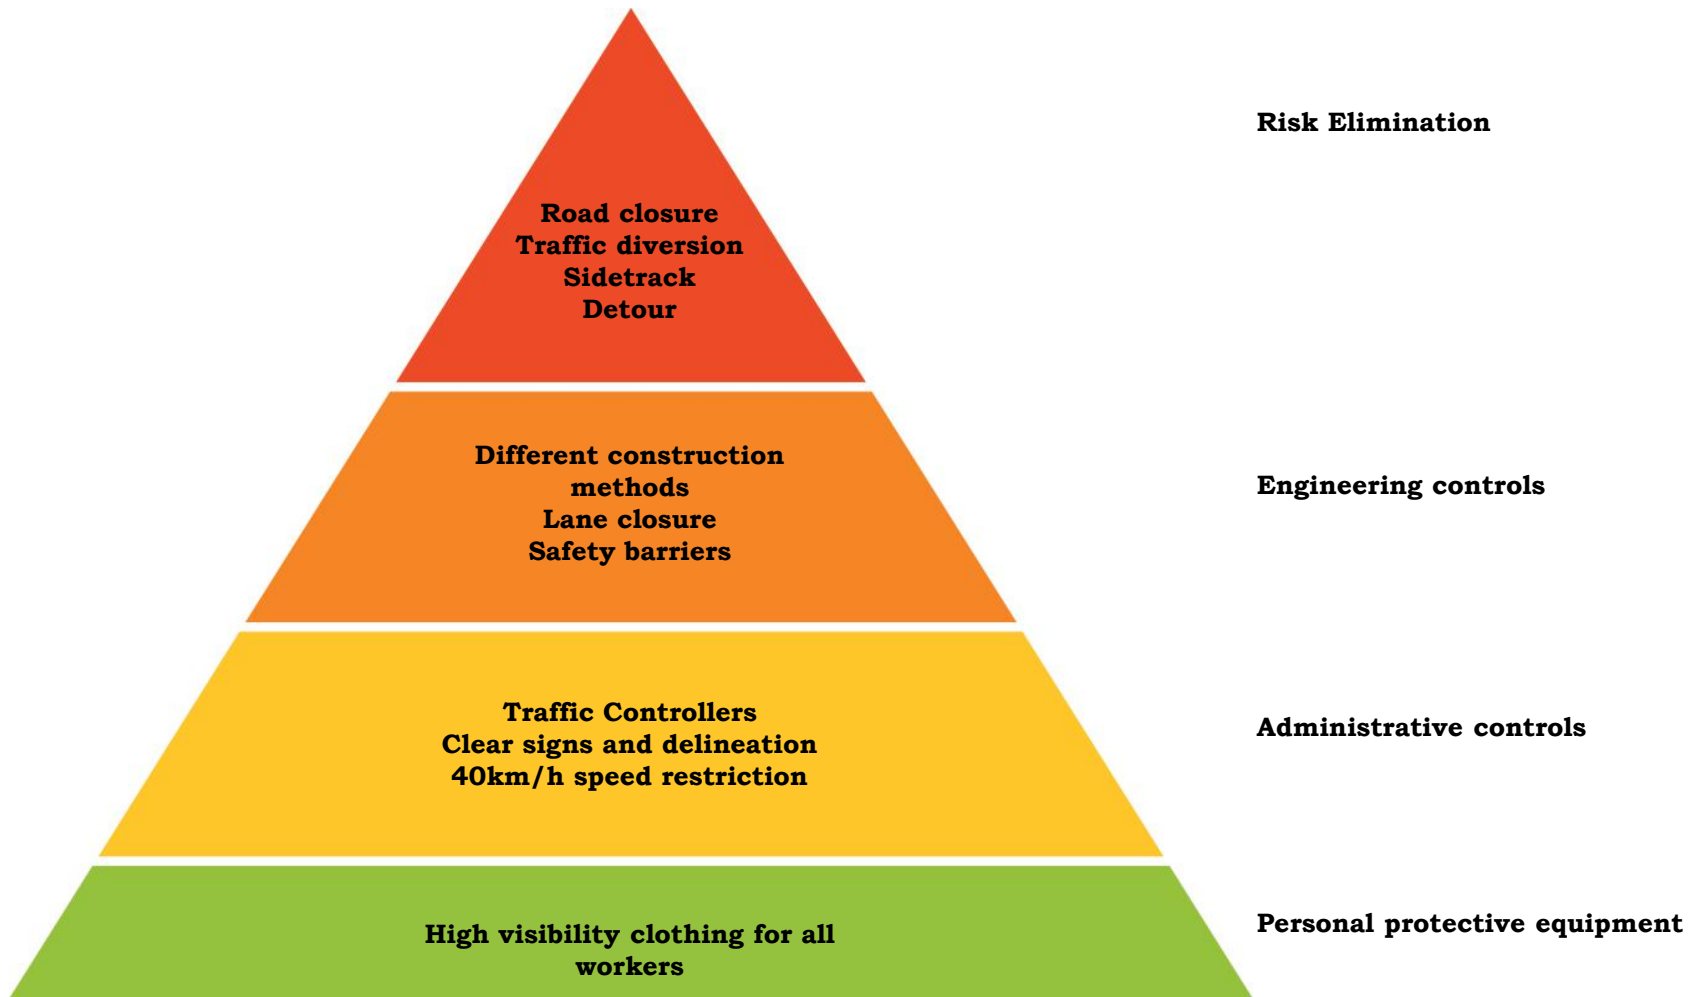 Risk Elimination
Road closure
Traffic diversion
Sidetrack
Detour
Different construction
methods
Lane closure
Safety barriers
Engineering controls
Traffic Controllers
Clear signs and delineation
40km/h speed restriction
Administrative controls
High visibility clothing for all
workers
Personal protective equipment